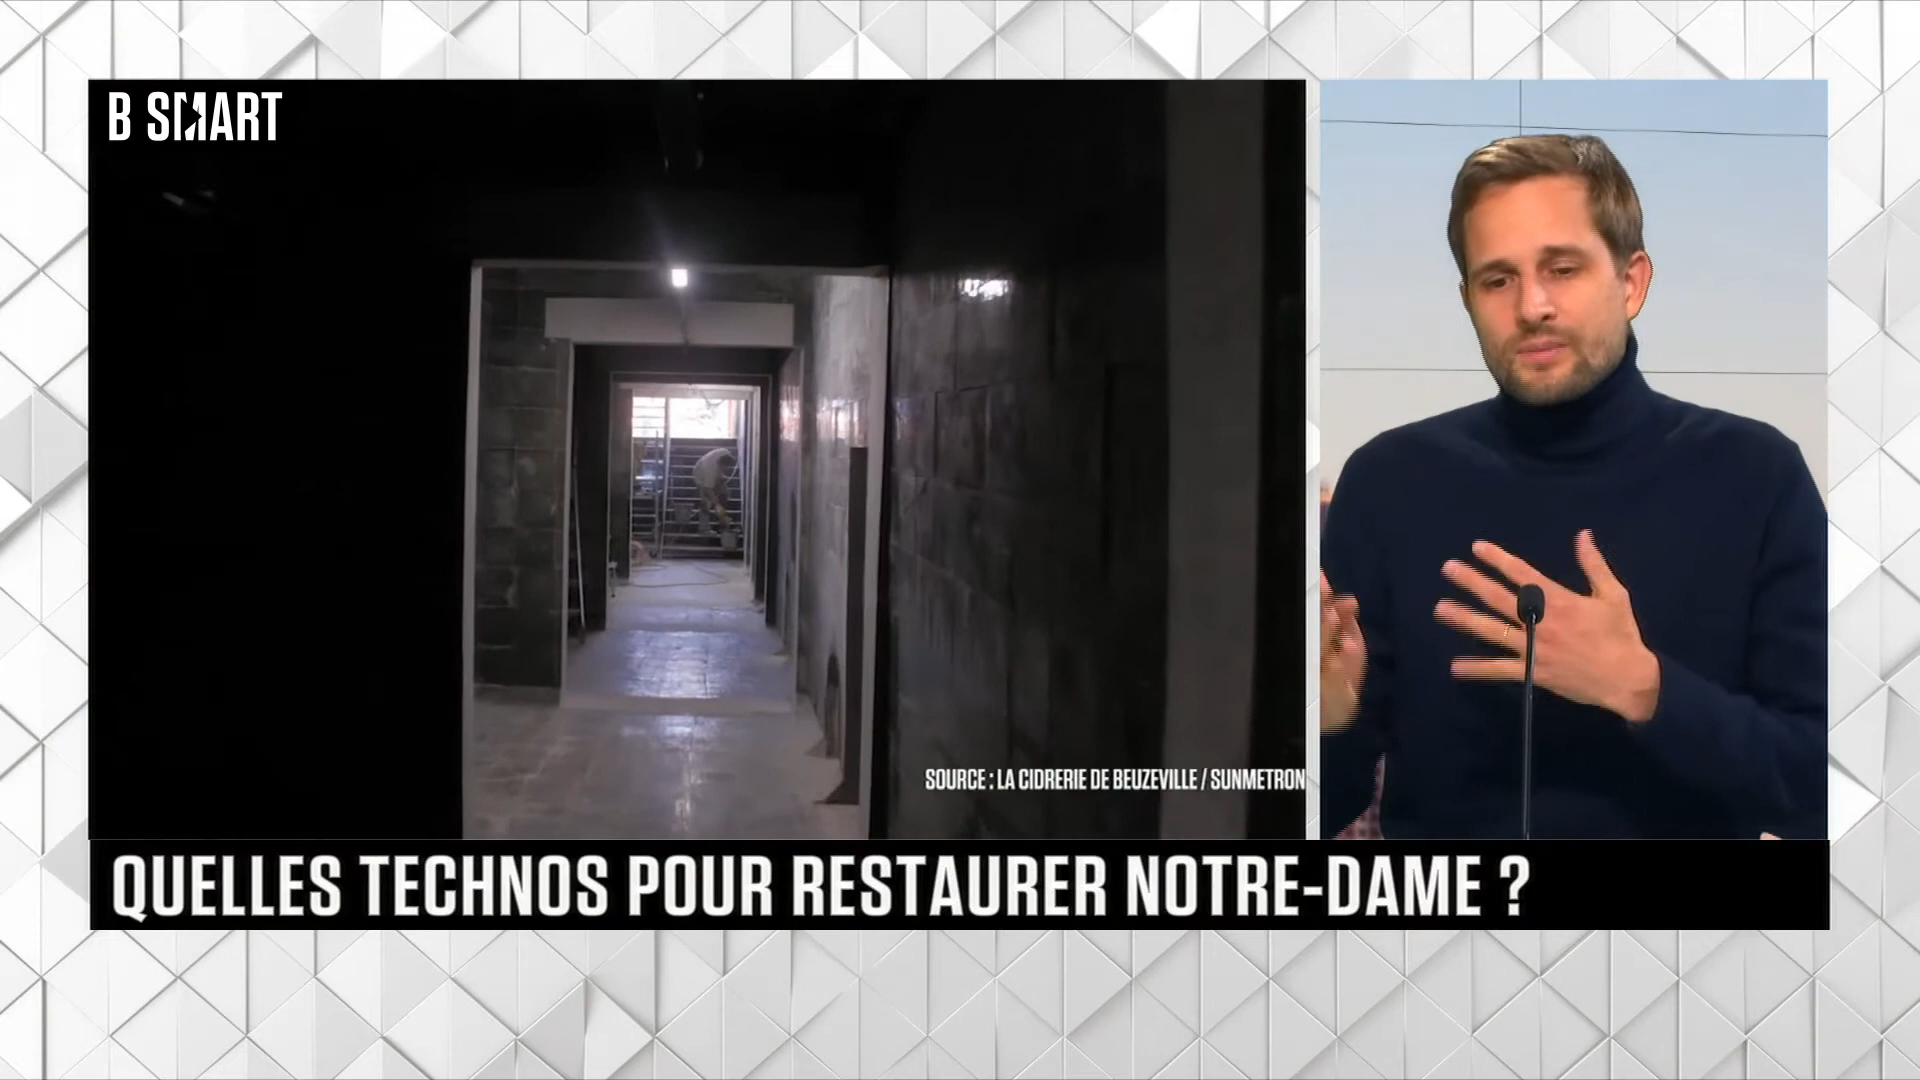 B SMART
SOURCE : LA CIDRERIE DE BEUZEVILLE / SUNMETRON
QUELLES TECHNOS POUR RESTAURER NOTRE-DAME ?